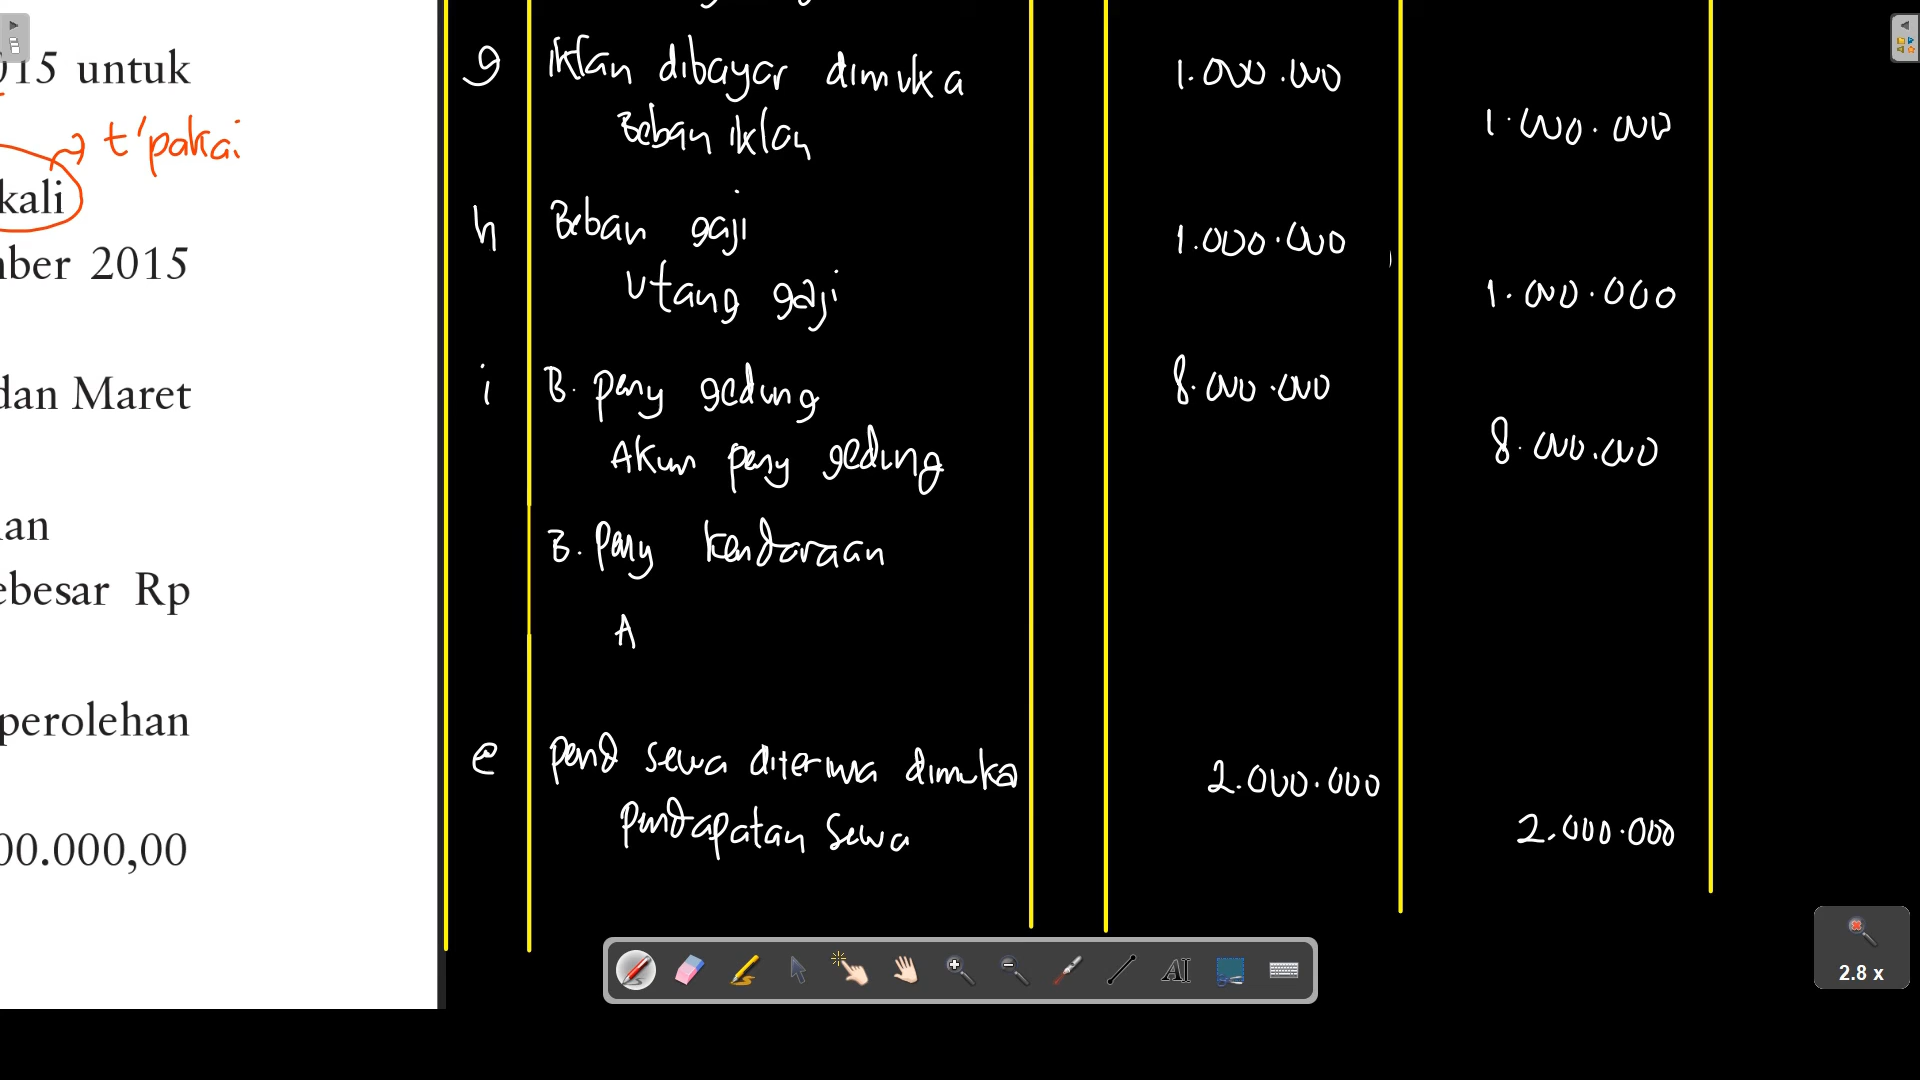 15 untuk
t'pakai
kali
ber 2015
dan Maret
an
ebesar Rp
perolehan
00.000,00
g Iklan dibayar dimuka 1.000.000
Beban iklan 1.000.000
h Beban gaji 1.000.000
Utang gaji 1.000.000
i B. peny gedung 8.000.000
Akum peny gedung 8.000.000
B. Peny kendaraan
A
e pend sewa diterima dimuka 2.000.000
pendapatan sewa 2.000.000
2.8 x